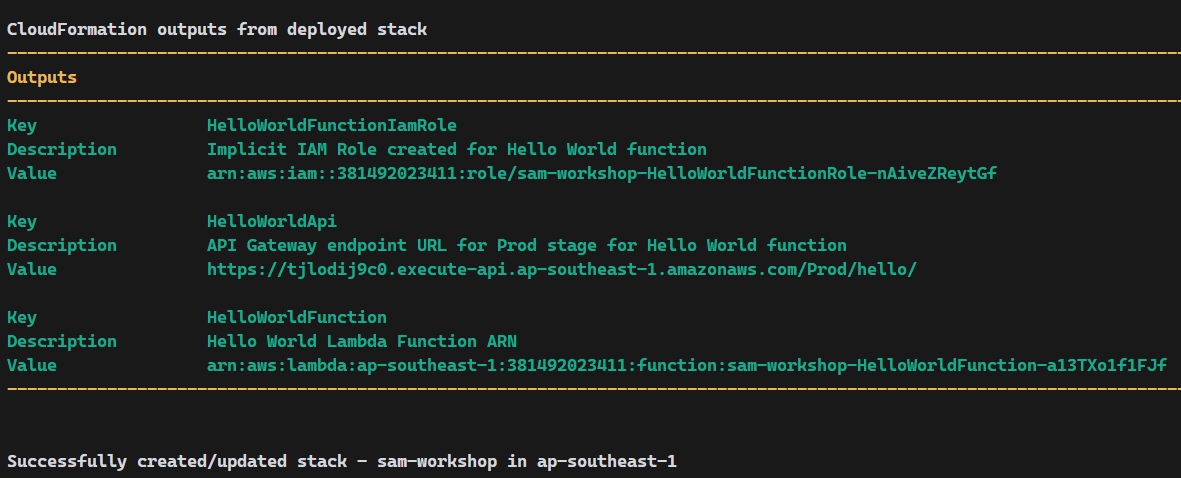 CloudFormation outputs from deployed stack
Outputs
Key HelloWorldFunctionIamRole
Description Implicit IAM Role created for Hello World function
Value arn:aws:iam::381492023411:role/sam-workshop-HelloWorldFunctionRole-nAiveZReytGf
Key HelloWorldApi
Description API Gateway endpoint URL for Prod stage for Hello World function
Value https://tjlodij9c0.execute-api.ap-southeast-1.amazonaws.com/Prod/hello/
Key HelloWorldFunction
Description Hello World Lambda Function ARN
Value arn:aws:lambda:ap-southeast-1:381492023411:function:sam-workshop-HelloWorldFunction-a13TXo1f1FJf
Successfully created/updated stack - sam-workshop in ap-southeast-1